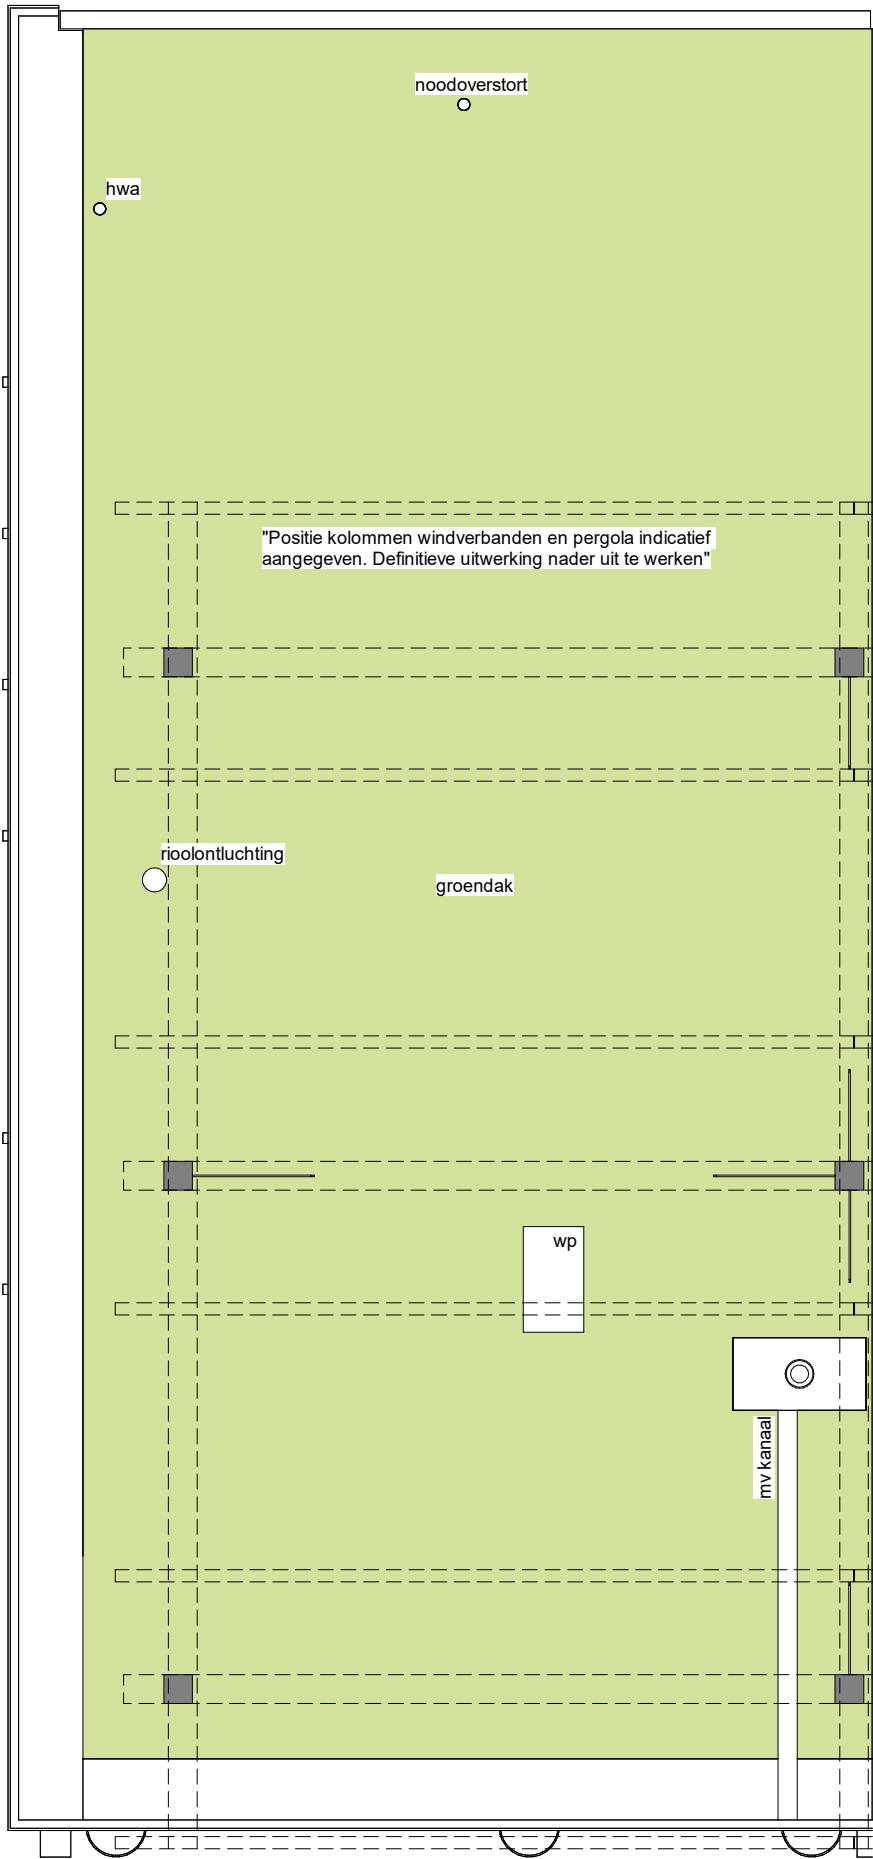 noodoverstort
hwa
"Positie kolommen windverbanden en pergola indicatief
aangegeven. Definitieve uitwerking nader uit te werken"
rioolontluchting
groendak
wp
mv kanaal